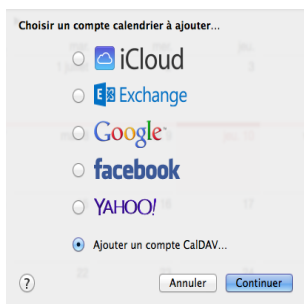 Choisir un compte calendrier à ajouter...
iCloud
Exchange
Google
facebook
YAHOO!
Ajouter un compte CalDAV...
? Annuler Continuer